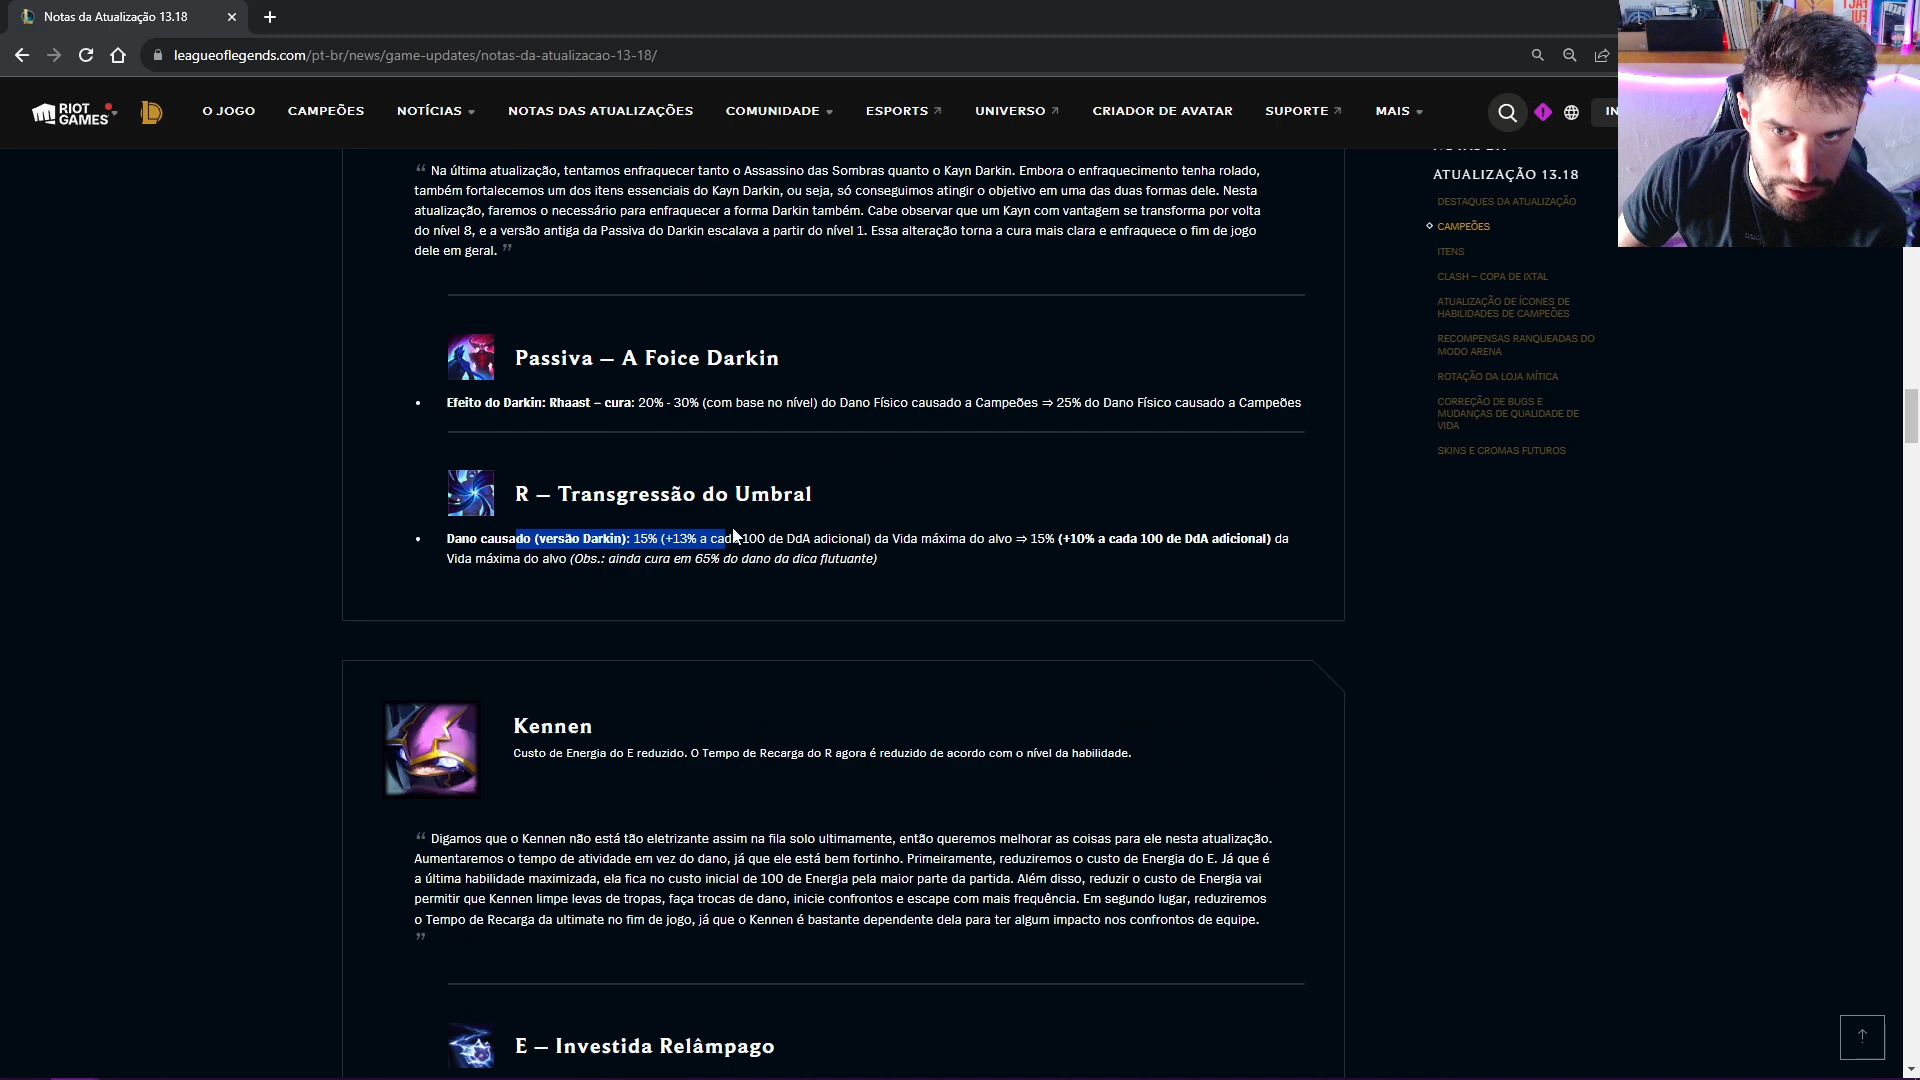 Notas da Atualização 13.18
leagueoflegends.com/pt-br/news/game-updates/notas-da-atualizacao-13-18/
RIOT GAMES
O JOGO
CAMPEÕES
NOTÍCIAS
NOTAS DAS ATUALIZAÇÕES
COMUNIDADE
ESPORTS
UNIVERSO
CRIADOR DE AVATAR
SUPORTE
MAIS
“ Na última atualização, tentamos enfraquecer tanto o Assassino das Sombras quanto o Kayn Darkin. Embora o enfraquecimento tenha rolado,
também fortalecemos um dos itens essenciais do Kayn Darkin, ou seja, só conseguimos atingir o objetivo em uma das duas formas dele. Nesta
atualização, faremos o necessário para enfraquecer a forma Darkin também. Cabe observar que um Kayn com vantagem se transforma por volta
do nível 8, e a versão antiga da Passiva do Darkin escalava a partir do nível 1. Essa alteração torna a cura mais clara e enfraquece o fim de jogo
dele em geral. ”
Passiva – A Foice Darkin
• Efeito do Darkin: Rhaast – cura: 20% - 30% (com base no nível) do Dano Físico causado a Campeões ⇒ 25% do Dano Físico causado a Campeões
R – Transgressão do Umbral
• Dano causado (versão Darkin): 15% (+13% a cada 100 de DdA adicional) da Vida máxima do alvo ⇒ 15% (+10% a cada 100 de DdA adicional) da
Vida máxima do alvo (Obs.: ainda cura em 65% do dano da dica flutuante)
Kennen
Custo de Energia do E reduzido. O Tempo de Recarga do R agora é reduzido de acordo com o nível da habilidade.
“ Digamos que o Kennen não está tão eletrizante assim na fila solo ultimamente, então queremos melhorar as coisas para ele nesta atualização.
Aumentaremos o tempo de atividade em vez do dano, já que ele está bem fortinho. Primeiramente, reduziremos o custo de Energia do E. Já que é
a última habilidade maximizada, ela fica no custo inicial de 100 de Energia pela maior parte da partida. Além disso, reduzir o custo de Energia vai
permitir que Kennen limpe levas de tropas, faça trocas de dano, inicie confrontos e escape com mais frequência. Em segundo lugar, reduziremos
o Tempo de Recarga da ultimate no fim de jogo, já que o Kennen é bastante dependente dela para ter algum impacto nos confrontos de equipe.
”
E – Investida Relâmpago
ATUALIZAÇÃO 13.18
DESTAQUES DA ATUALIZAÇÃO
CAMPEÕES
ITENS
CLASH – COPA DE IXTAL
ATUALIZAÇÃO DE ÍCONES DE
HABILIDADES DE CAMPEÕES
RECOMPENSAS RANQUEADAS DO
MODO ARENA
ROTAÇÃO DA LOJA MÍTICA
CORREÇÃO DE BUGS E
MUDANÇAS DE QUALIDADE DE
VIDA
SKINS E CROMAS FUTUROS